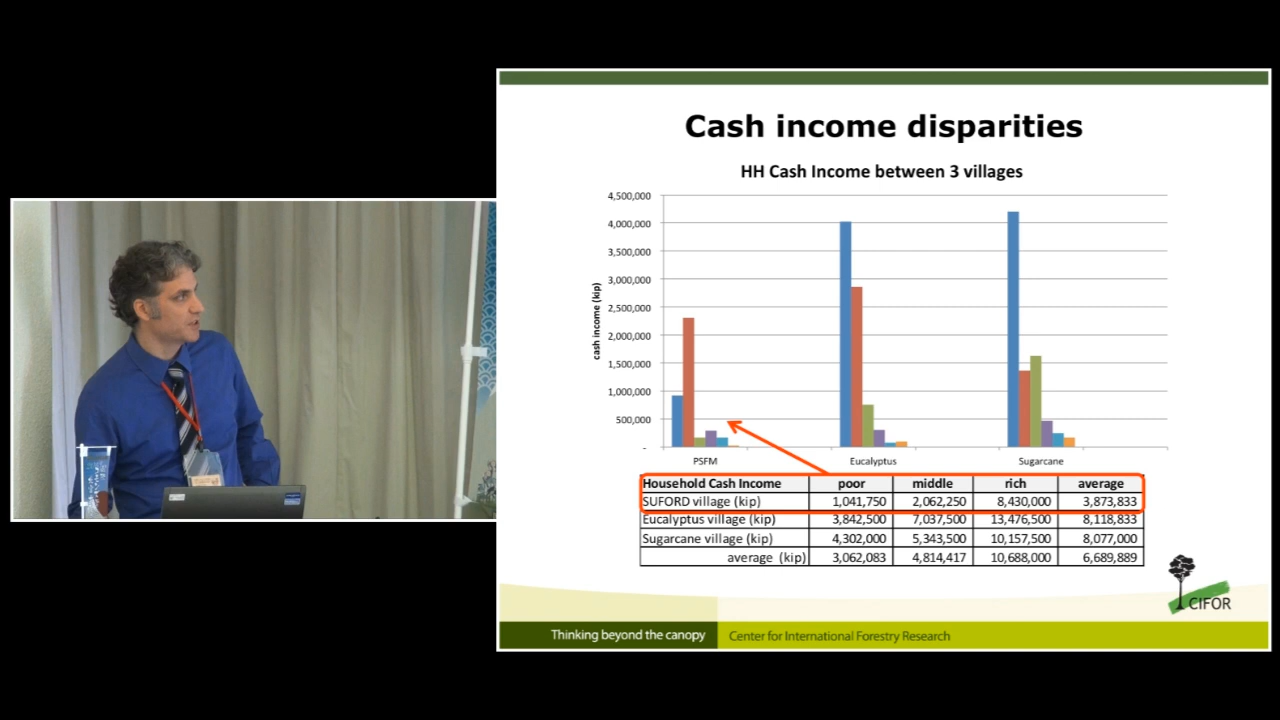 Cash income disparities
HH Cash Income between 3 villages
cash income (kip)
4,500,000
4,000,000
3,500,000
3,000,000
2,500,000
2,000,000
1,500,000
1,000,000
500,000
-
PSFM Eucalyptus Sugarcane
Household Cash Income poor middle rich average
SUFORD village (kip) 1,041,750 2,062,250 8,430,000 3,873,833
Eucalyptus village (kip) 3,842,500 7,037,500 13,476,500 8,118,833
Sugarcane village (kip) 4,302,000 5,343,500 10,157,500 8,077,000
average (kip) 3,062,083 4,814,417 10,688,000 6,689,889
CIFOR
Thinking beyond the canopy Center for International Forestry Research